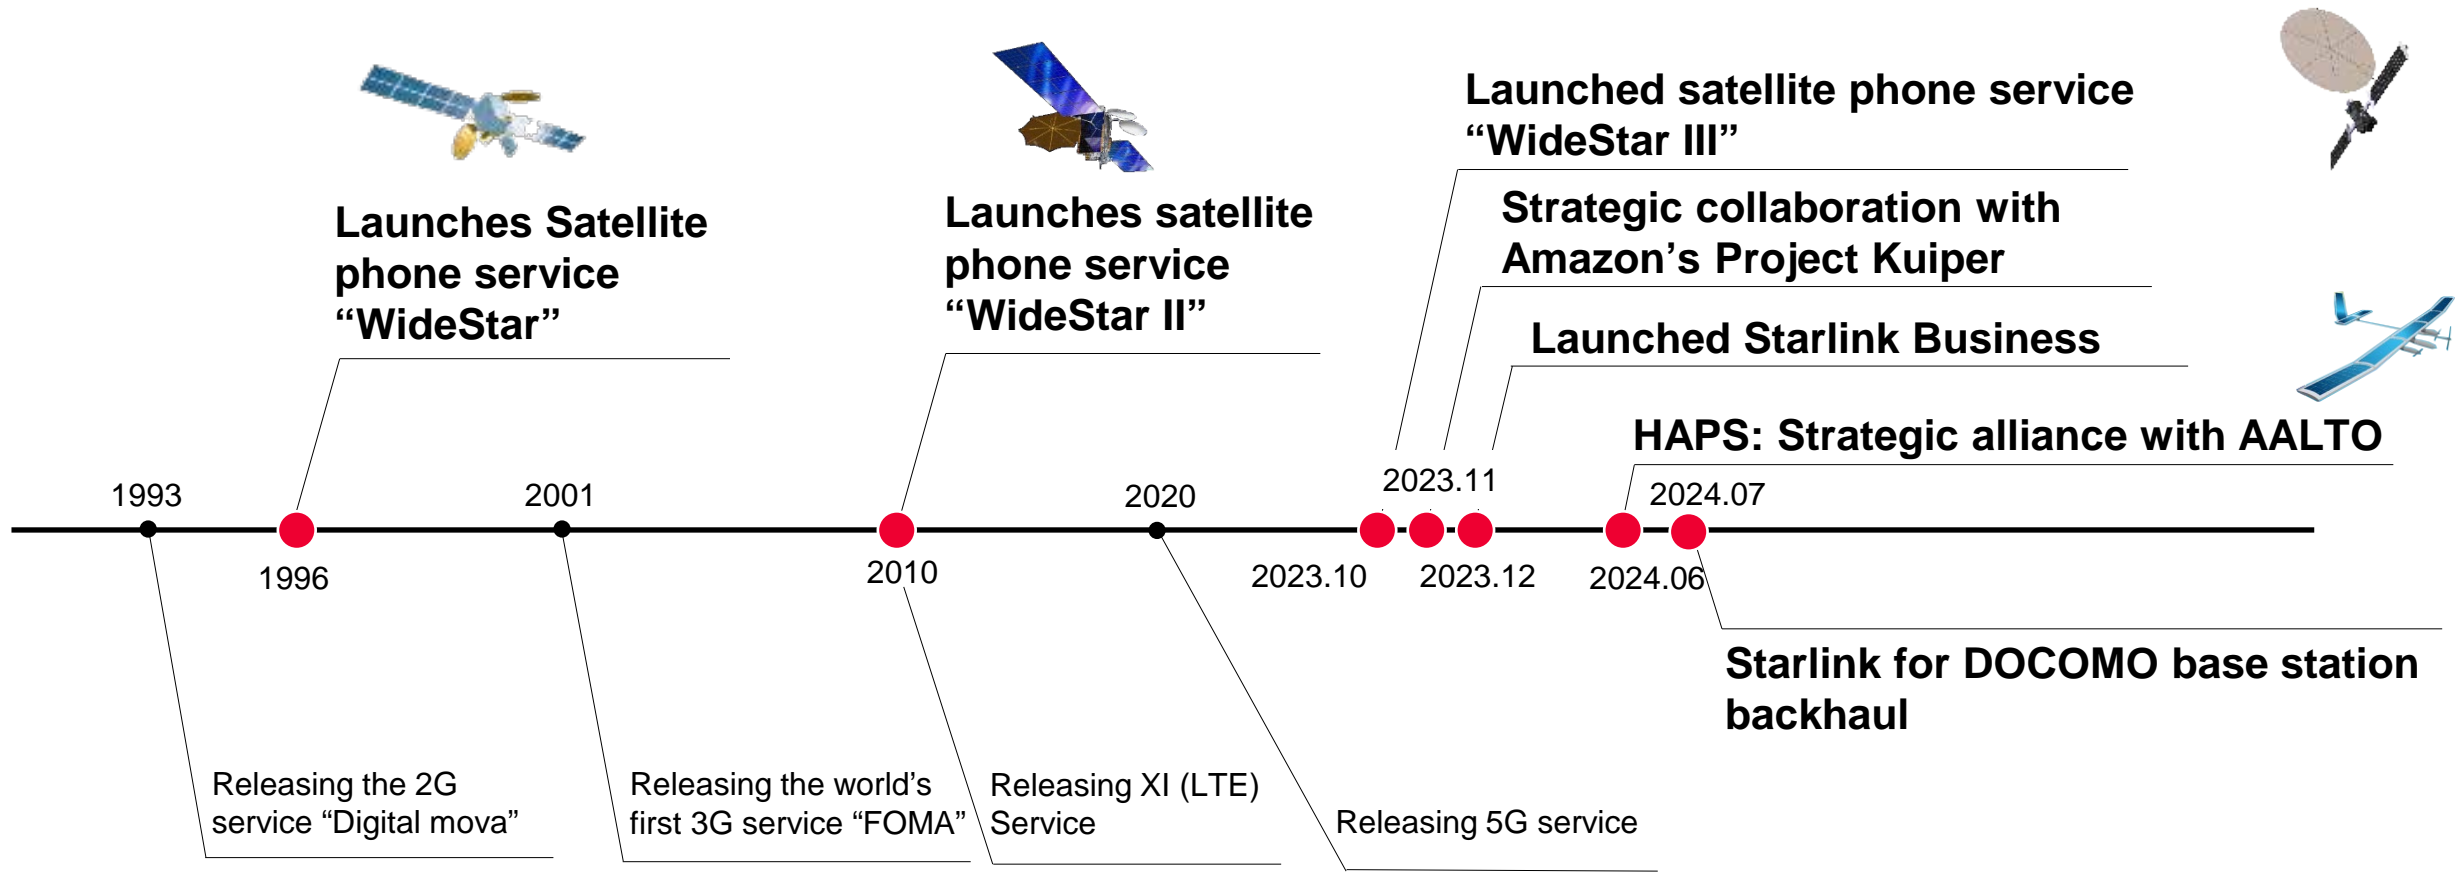 Launches Satellite
phone service
“WideStar”
Launches satellite
phone service
“WideStar II”
Launched satellite phone service
“WideStar III”
Strategic collaboration with
Amazon’s Project Kuiper
Launched Starlink Business
HAPS: Strategic alliance with AALTO
1993
2001
2020
2023.11
2024.07
1996
2010
2023.10
2023.12
2024.06
Starlink for DOCOMO base station
backhaul
Releasing the 2G
service “Digital mova”
Releasing the world’s
first 3G service “FOMA”
Releasing XI (LTE)
Service
Releasing 5G service